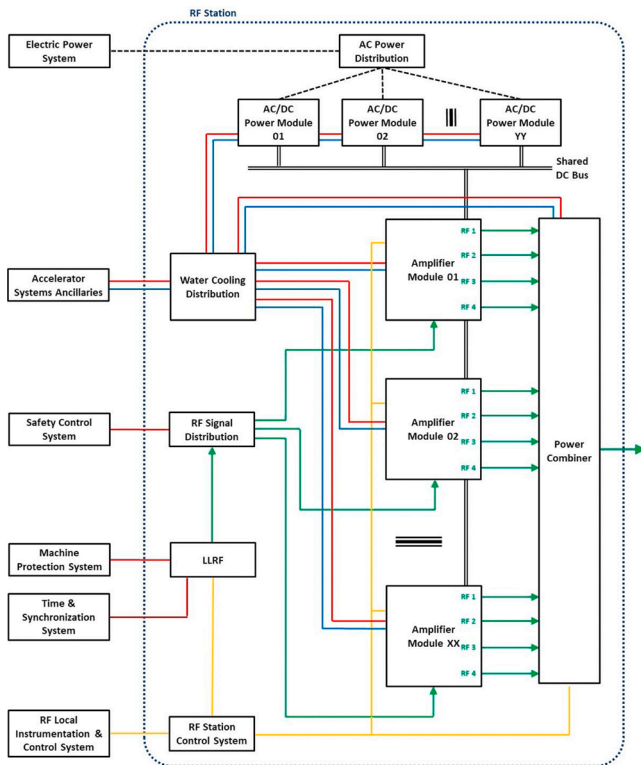 RF Station
Electric Power
System
AC Power
Distribution
AC/DC
Power Module
01
AC/DC
Power Module
02
AC/DC
Power Module
YY
Shared
DC Bus
Accelerator
Systems Ancillaries
Water Cooling
Distribution
Amplifier
Module 01
RF 1
RF 2
RF 3
RF 4
Safety Control
System
RF Signal
Distribution
Amplifier
Module 02
RF 1
RF 2
RF 3
RF 4
Power
Combiner
Machine
Protection System
LLRF
Time &
Synchronization
System
Amplifier
Module XX
RF 1
RF 2
RF 3
RF 4
RF Local
Instrumentation &
Control System
RF Station
Control System